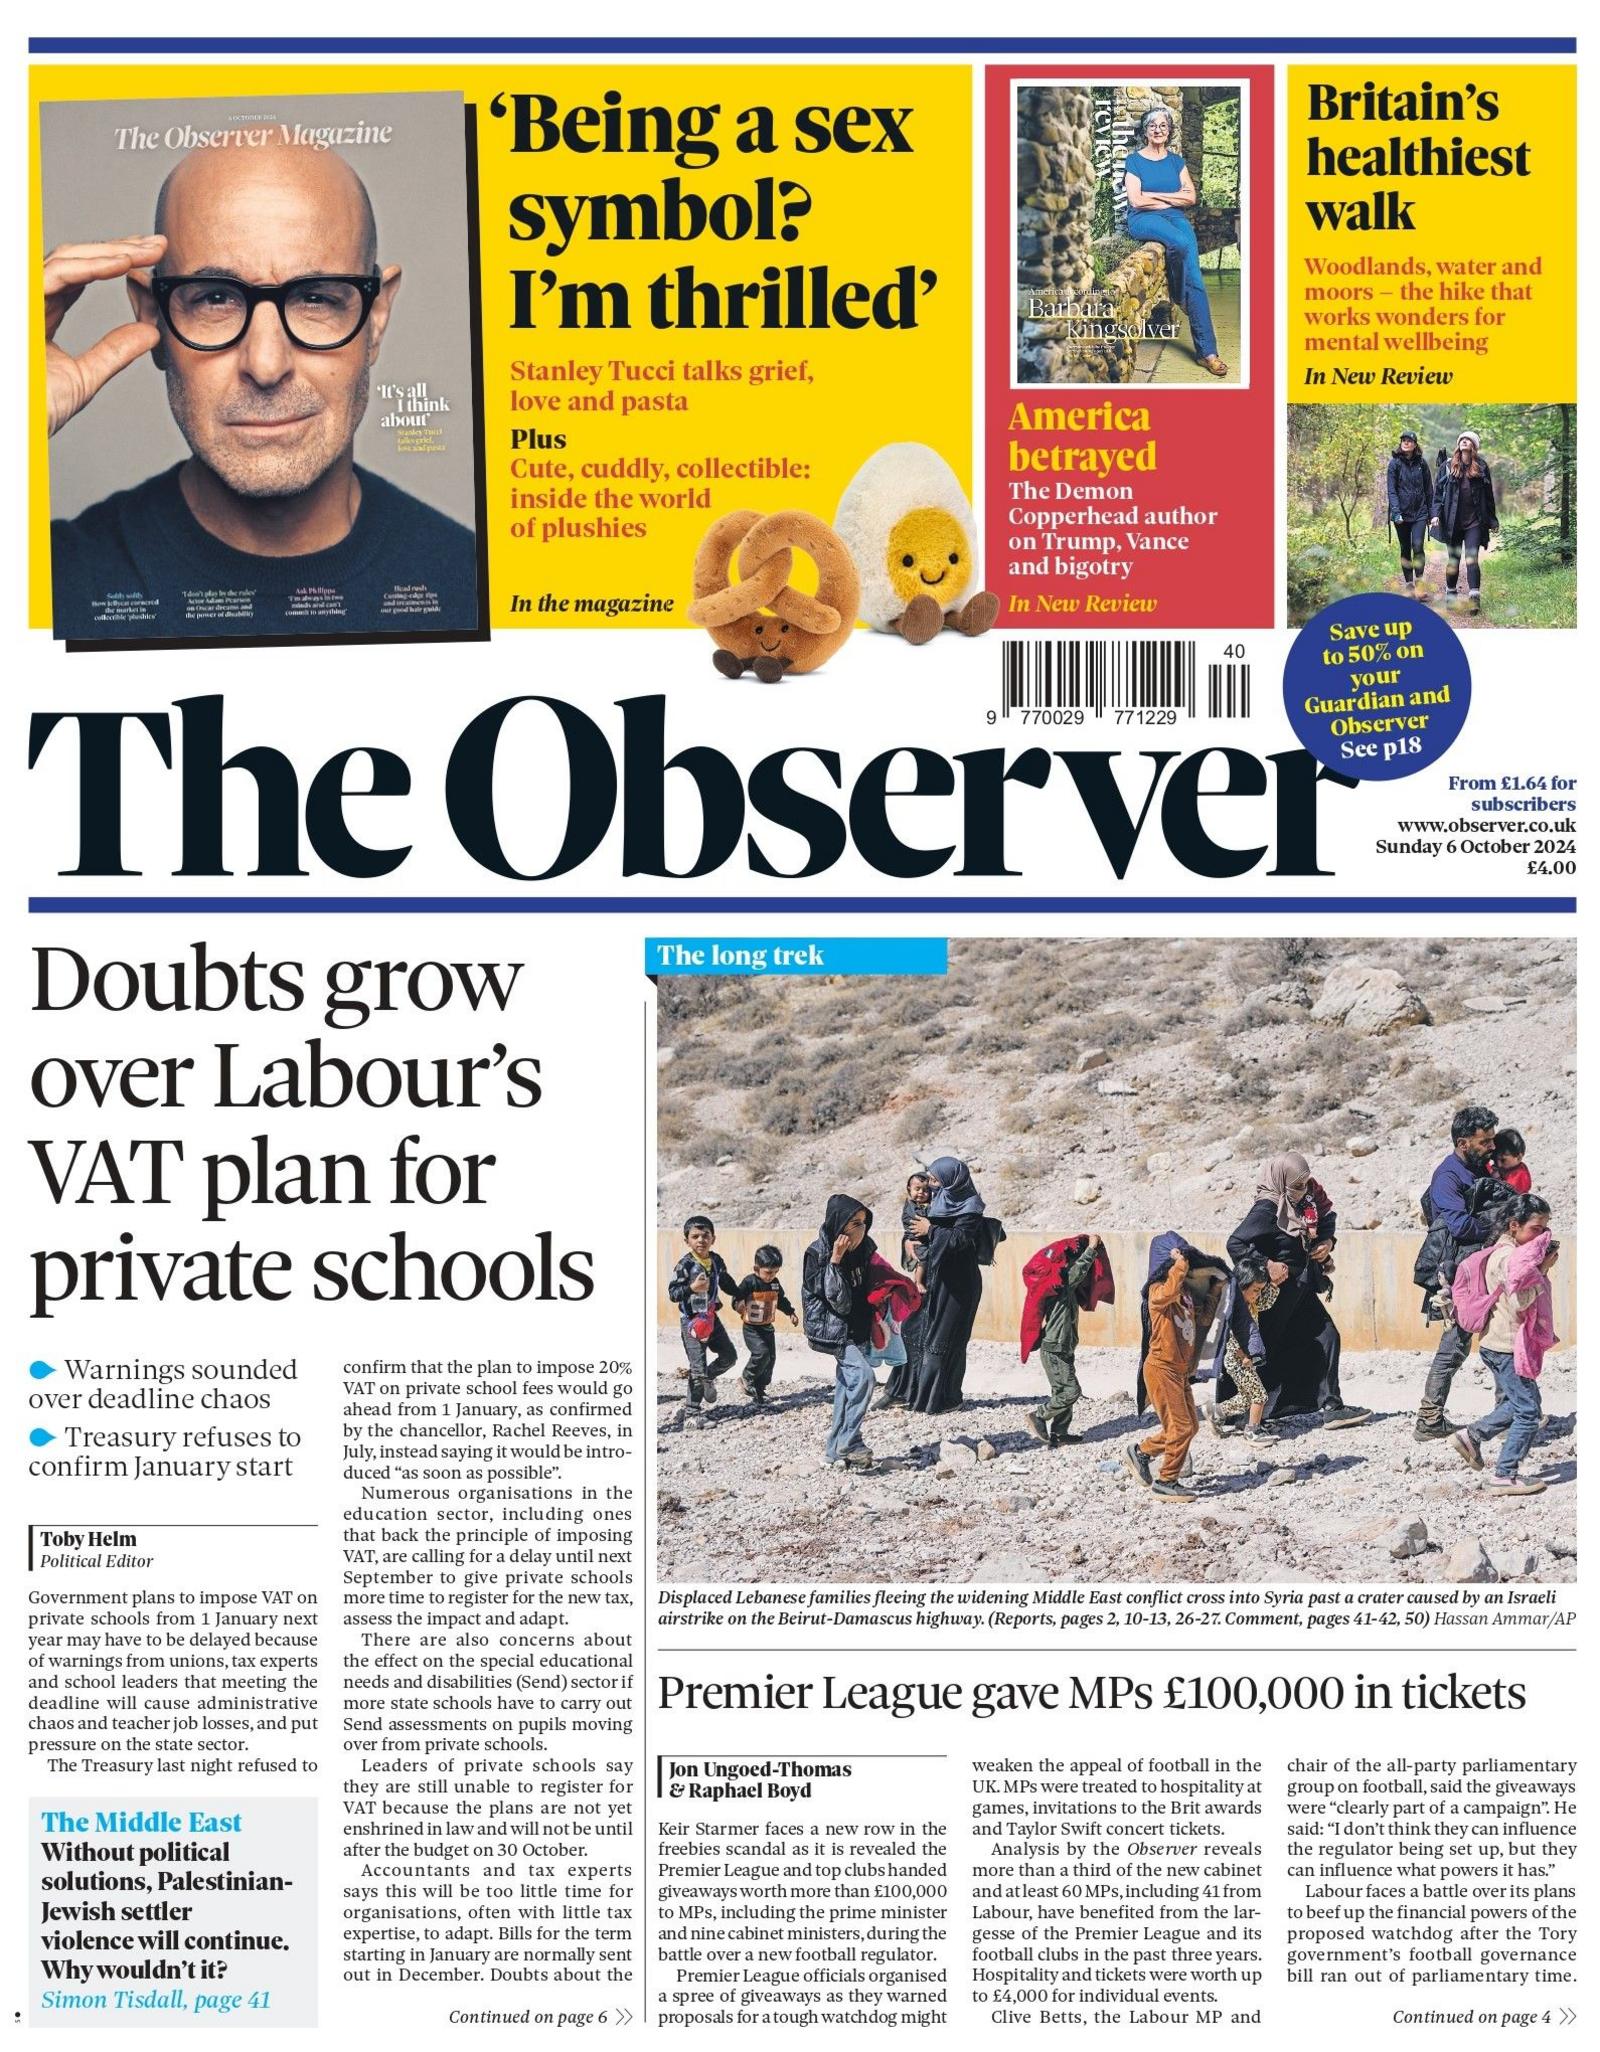 6 OCTOBER 2024
The Observer Magazine
'It's all
I think
about'
Stanley Tucci
talks grief,
love and pasta
Softly softly
How Jellycat cornered
the market in
collectible 'plushies'
'I don't play by the rules'
Actor Adam Pearson
on Oscar dreams and
the power of disability
Ask Philippa
'I'm always in two
minds and can't
commit to anything'
Head rush
Cutting-edge tips
and treatments in
our good hair guide
'Being a sex
symbol?
I'm thrilled'
Stanley Tucci talks grief,
love and pasta
Plus
Cute, cuddly, collectible:
inside the world
of plushies
In the magazine
the new
review
America according to
Barbara
kingsolver
America
betrayed
The Demon
Copperhead author
on Trump, Vance
and bigotry
In New Review
Britain's
healthiest
walk
Woodlands, water and
moors – the hike that
works wonders for
mental wellbeing
In New Review
40
9 770029 771229
Save up
to 50% on
your
Guardian and
Observer
See p18
The Observer
From £1.64 for
subscribers
www.observer.co.uk
Sunday 6 October 2024
£4.00
Doubts grow
over Labour's
VAT plan for
private schools
Warnings sounded
over deadline chaos
Treasury refuses to
confirm January start
Toby Helm
Political Editor
Government plans to impose VAT on
private schools from 1 January next
year may have to be delayed because
of warnings from unions, tax experts
and school leaders that meeting the
deadline will cause administrative
chaos and teacher job losses, and put
pressure on the state sector.
The Treasury last night refused to
confirm that the plan to impose 20%
VAT on private school fees would go
ahead from 1 January, as confirmed
by the chancellor, Rachel Reeves, in
July, instead saying it would be intro-
duced "as soon as possible".
Numerous organisations in the
education sector, including ones
that back the principle of imposing
VAT, are calling for a delay until next
September to give private schools
more time to register for the new tax,
assess the impact and adapt.
There are also concerns about
the effect on the special educational
needs and disabilities (Send) sector if
more state schools have to carry out
Send assessments on pupils moving
over from private schools.
Leaders of private schools say
they are still unable to register for
VAT because the plans are not yet
enshrined in law and will not be until
after the budget on 30 October.
Accountants and tax experts
says this will be too little time for
organisations, often with little tax
expertise, to adapt. Bills for the term
starting in January are normally sent
out in December. Doubts about the
Continued on page 6
The Middle East
Without political
solutions, Palestinian-
Jewish settler
violence will continue.
Why wouldn't it?
Simon Tisdall, page 41
The long trek
Displaced Lebanese families fleeing the widening Middle East conflict cross into Syria past a crater caused by an Israeli
airstrike on the Beirut-Damascus highway. (Reports, pages 2, 10-13, 26-27. Comment, pages 41-42, 50) Hassan Ammar/AP
Premier League gave MPs £100,000 in tickets
Jon Ungoed-Thomas
& Raphael Boyd
Keir Starmer faces a new row in the
freebies scandal as it is revealed the
Premier League and top clubs handed
giveaways worth more than £100,000
to MPs, including the prime minister
and nine cabinet ministers, during the
battle over a new football regulator.
Premier League officials organised
a spree of giveaways as they warned
proposals for a tough watchdog might
weaken the appeal of football in the
UK. MPs were treated to hospitality at
games, invitations to the Brit awards
and Taylor Swift concert tickets.
Analysis by the Observer reveals
more than a third of the new cabinet
and at least 60 MPs, including 41 from
Labour, have benefited from the lar-
gesse of the Premier League and its
football clubs in the past three years.
Hospitality and tickets were worth up
to £4,000 for individual events.
Clive Betts, the Labour MP and
chair of the all-party parliamentary
group on football, said the giveaways
were "clearly part of a campaign". He
said: "I don't think they can influence
the regulator being set up, but they
can influence what powers it has."
Labour faces a battle over its plans
to beef up the financial powers of the
proposed watchdog after the Tory
government's football governance
bill ran out of parliamentary time.
Continued on page 4